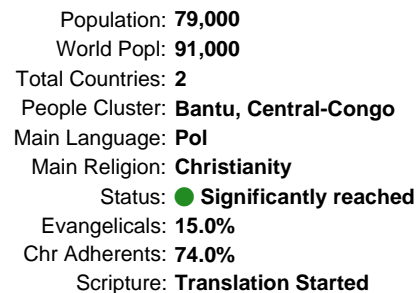 Population: 79,000
World Popl: 91,000
Total Countries: 2
People Cluster: Bantu, Central-Congo
Main Language: Pol
Main Religion: Christianity
Status: Significantly reached
Evangelicals: 15.0%
Chr Adherents: 74.0%
Scripture: Translation Started